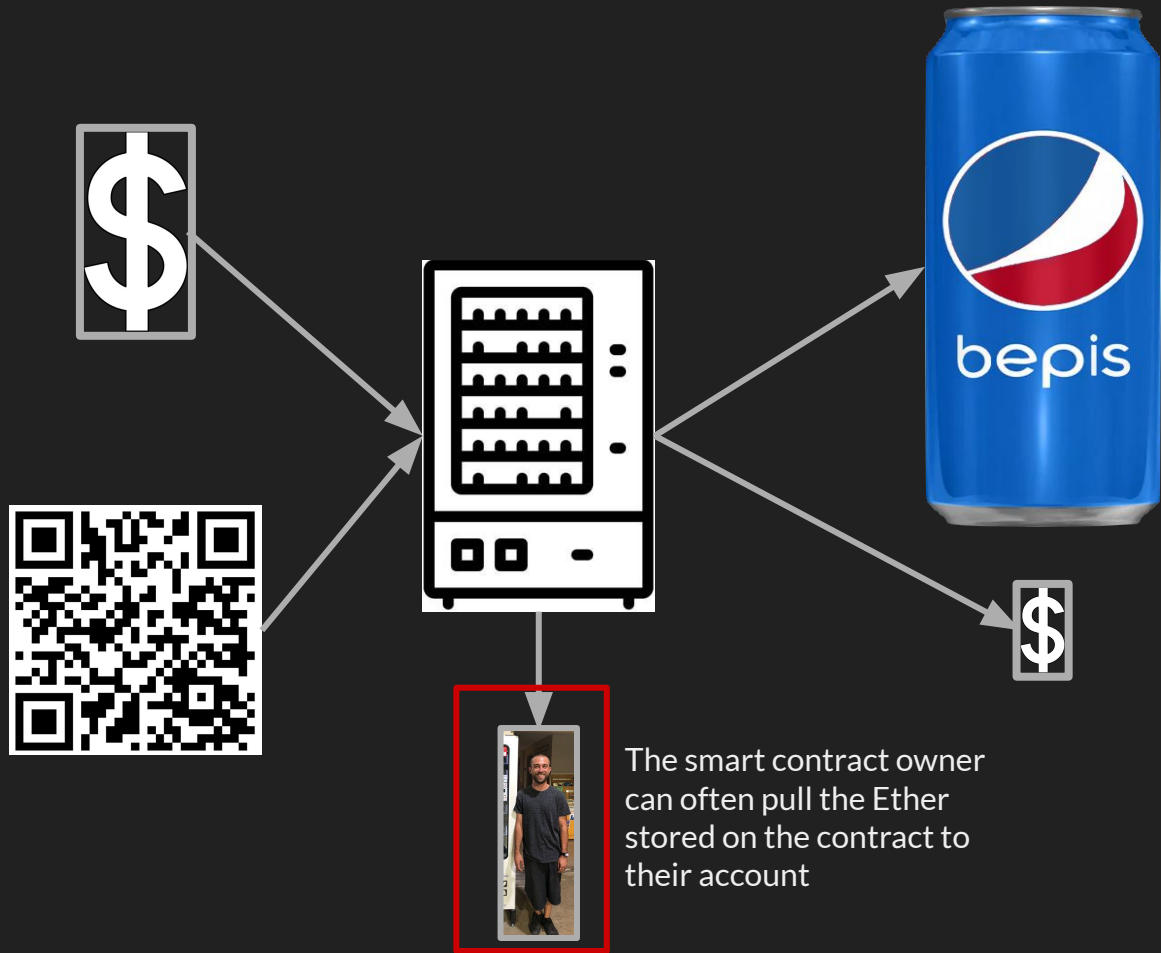 $
bepis
$
The smart contract owner
can often pull the Ether
stored on the contract to
their account